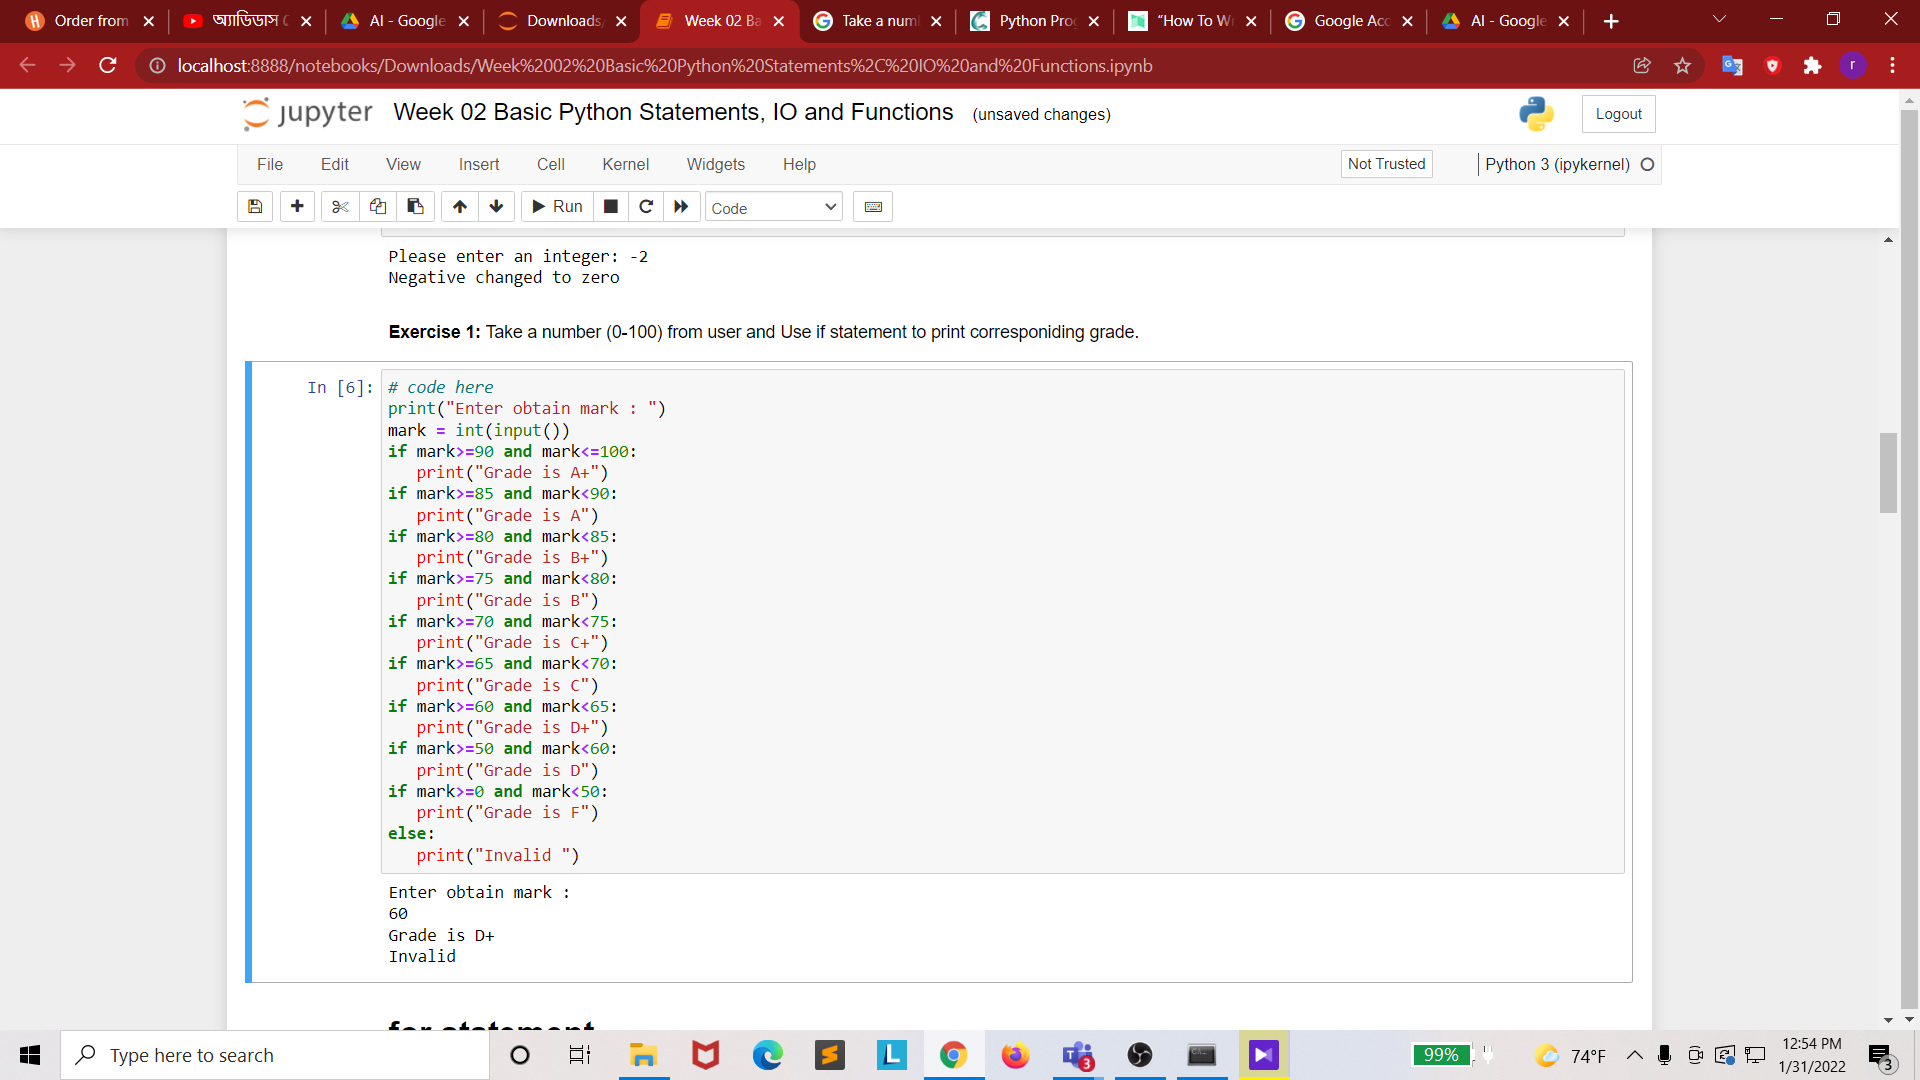 Order from
অ্যাডিডাস
AI - Google
Downloads/
Week 02 Ba
Take a num
Python Prog
“How To W
Google Acc
AI - Google
localhost:8888/notebooks/Downloads/Week%2002%20Basic%20Python%20Statements%2C%20IO%20and%20Functions.ipynb
r
jupyter Week 02 Basic Python Statements, IO and Functions (unsaved changes)
Logout
File Edit View Insert Cell Kernel Widgets Help
Not Trusted
Python 3 (ipykernel)
Run
Code
Please enter an integer: -2
Negative changed to zero
Exercise 1: Take a number (0-100) from user and Use if statement to print corresponiding grade.
In [6]: # code here
print("Enter obtain mark : ")
mark = int(input())
if mark>=90 and mark<=100:
print("Grade is A+")
if mark>=85 and mark<90:
print("Grade is A")
if mark>=80 and mark<85:
print("Grade is B+")
if mark>=75 and mark<80:
print("Grade is B")
if mark>=70 and mark<75:
print("Grade is C+")
if mark>=65 and mark<70:
print("Grade is C")
if mark>=60 and mark<65:
print("Grade is D+")
if mark>=50 and mark<60:
print("Grade is D")
if mark>=0 and mark<50:
print("Grade is F")
else:
print("Invalid ")
Enter obtain mark :
60
Grade is D+
Invalid
for statement
Type here to search
3
99%
74°F
12:54 PM
1/31/2022
3